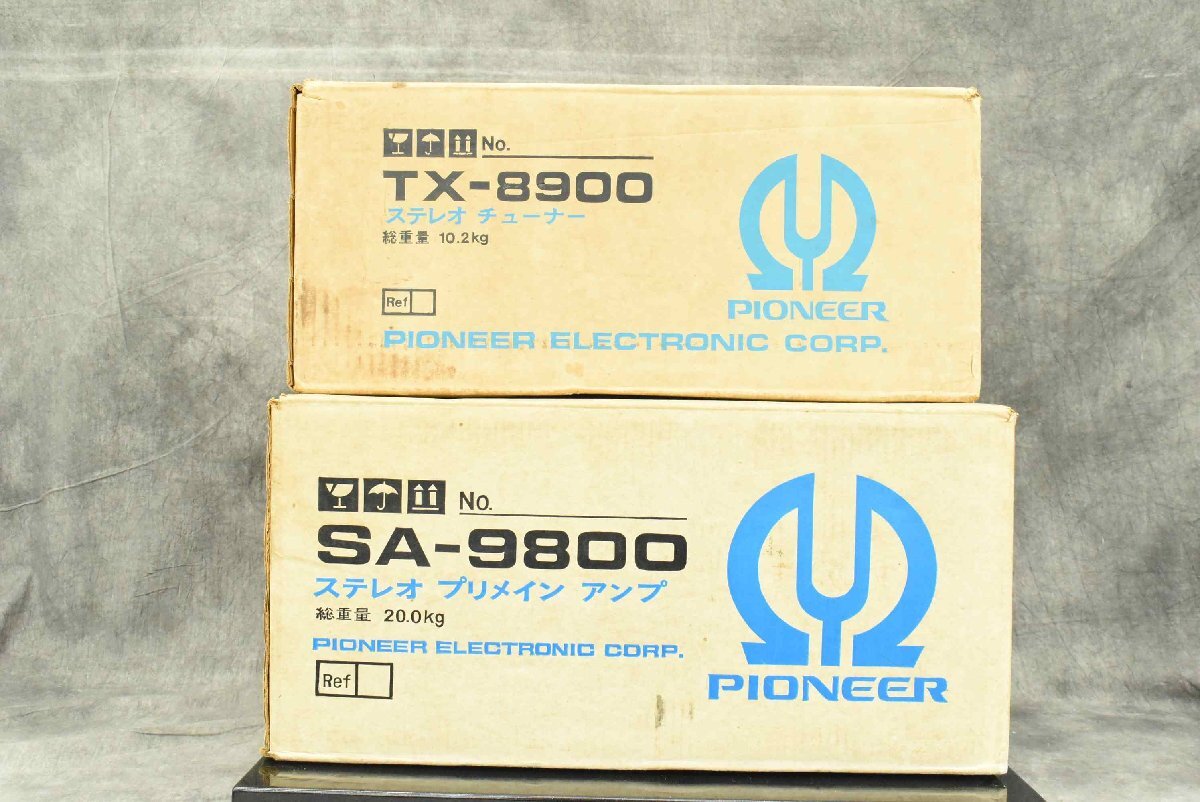 No.
TX-8900
ステレオ チューナー
総重量 10.2kg
Ref
PIONEER
PIONEER ELECTRONIC CORP.
No.
SA-9800
ステレオ プリメイン アンプ
総重量 20.0kg
PIONEER ELECTRONIC CORP.
Ref
PIONEER